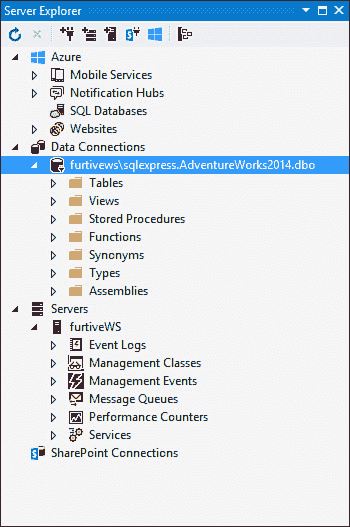 Server Explorer
Azure
Mobile Services
Notification Hubs
SQL Databases
Websites
Data Connections
furtivews\sqlexpress.AdventureWorks2014.dbo
Tables
Views
Stored Procedures
Functions
Synonyms
Types
Assemblies
Servers
furtiveWS
Event Logs
Management Classes
Management Events
Message Queues
Performance Counters
Services
SharePoint Connections